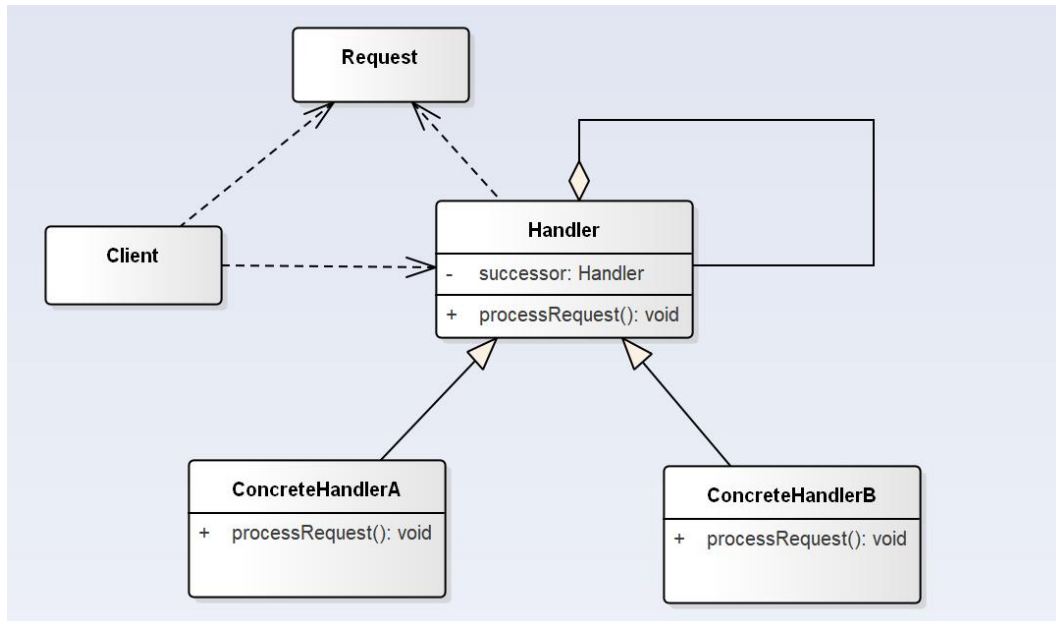 Request
Client
Handler
- successor: Handler
+ processRequest(): void
ConcreteHandlerA
+ processRequest(): void
ConcreteHandlerB
+ processRequest(): void